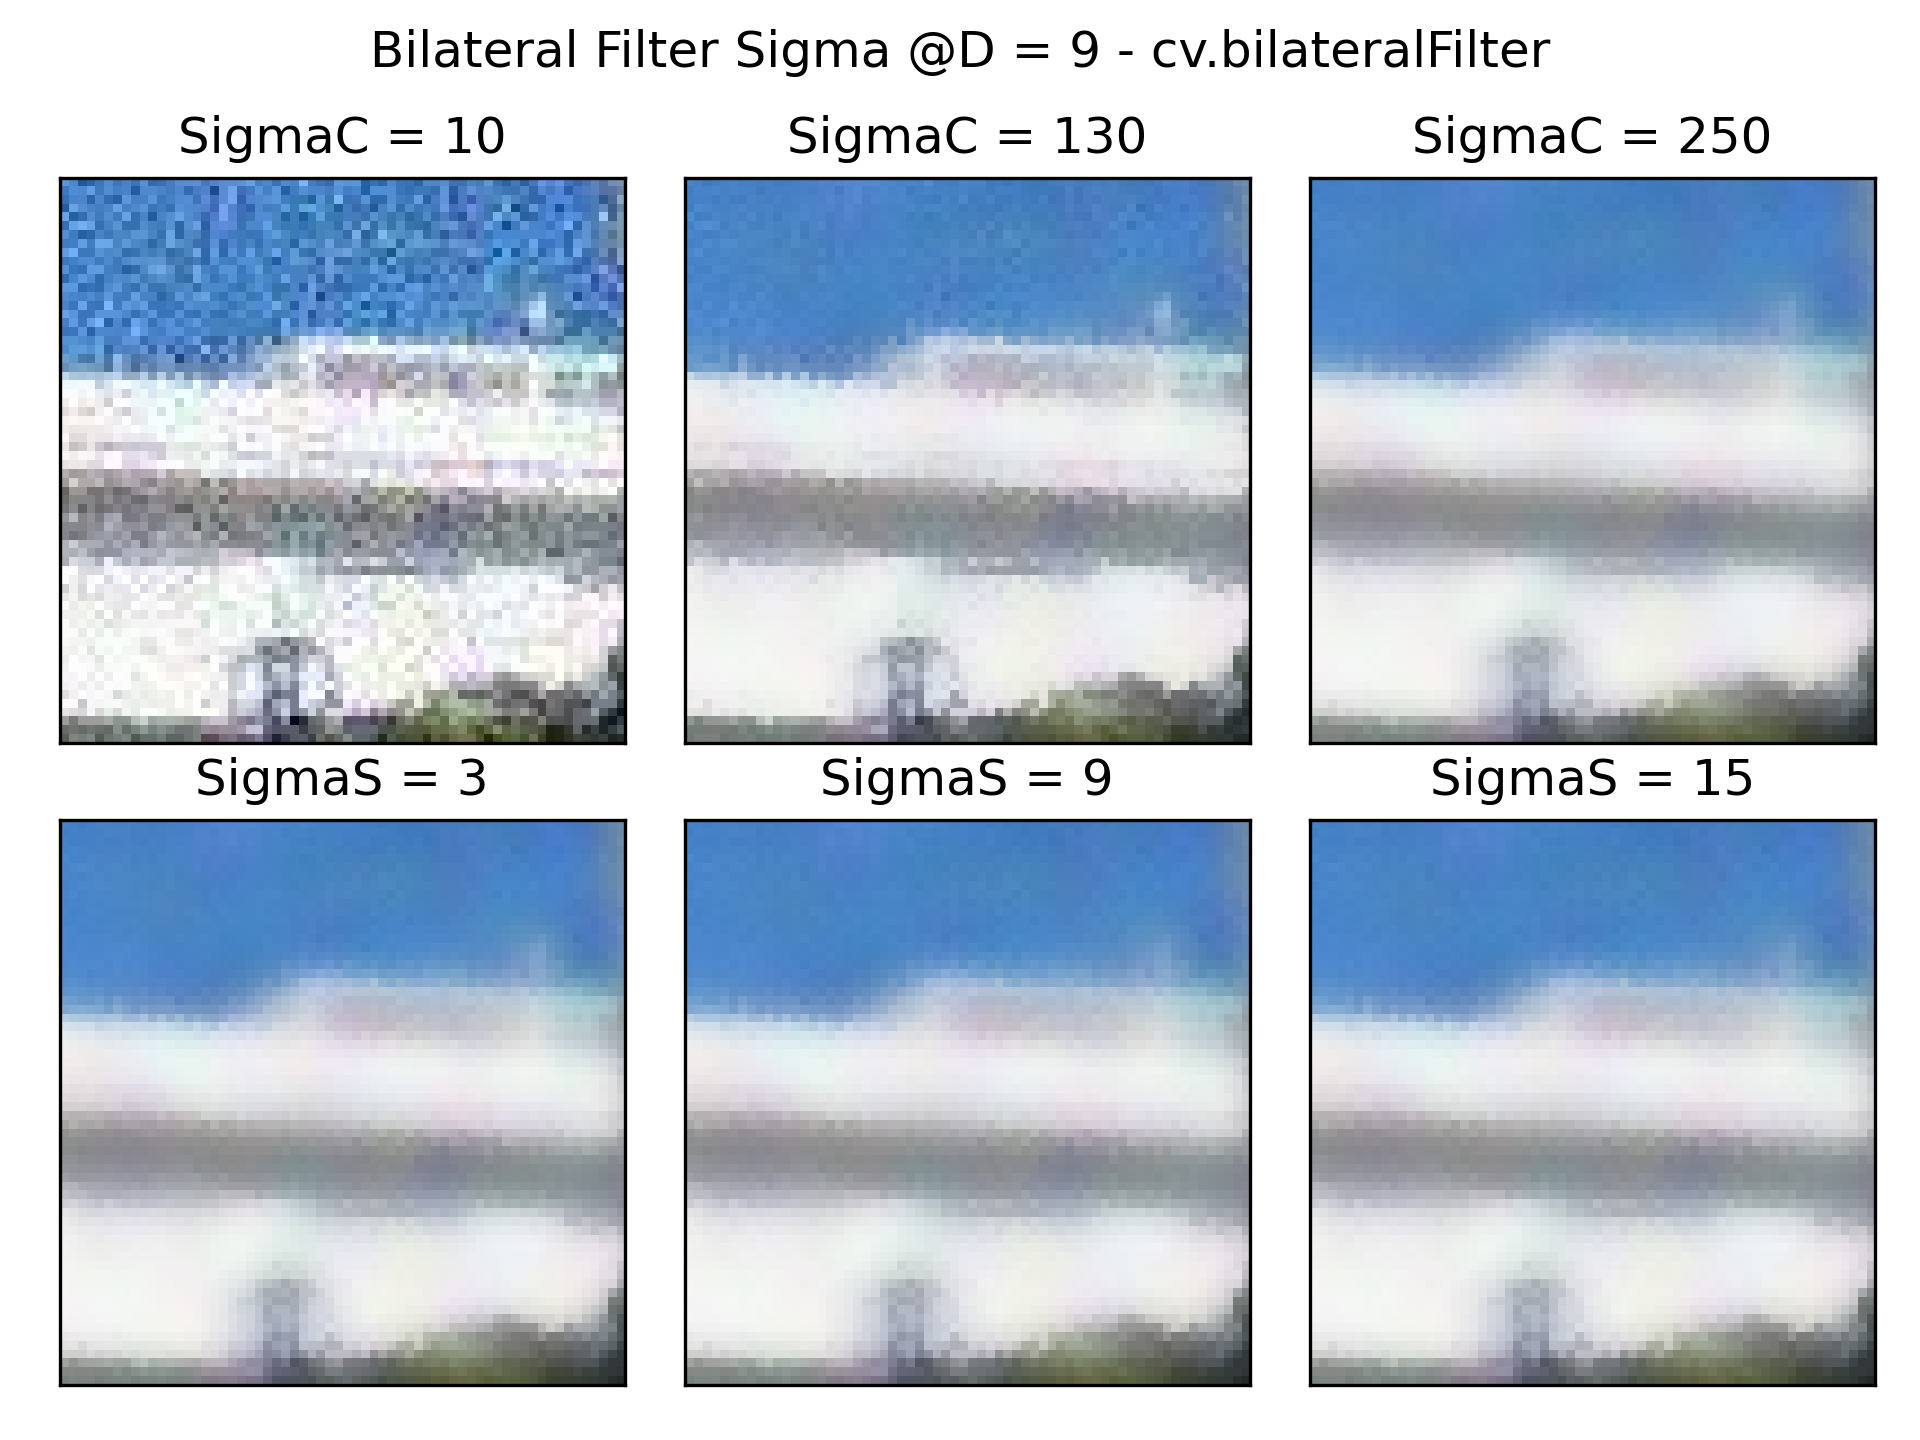 Bilateral Filter Sigma @D = 9 - cv.bilateralFilter
SigmaC = 10
SigmaC = 130
SigmaC = 250
SigmaS = 3
SigmaS = 9
SigmaS = 15